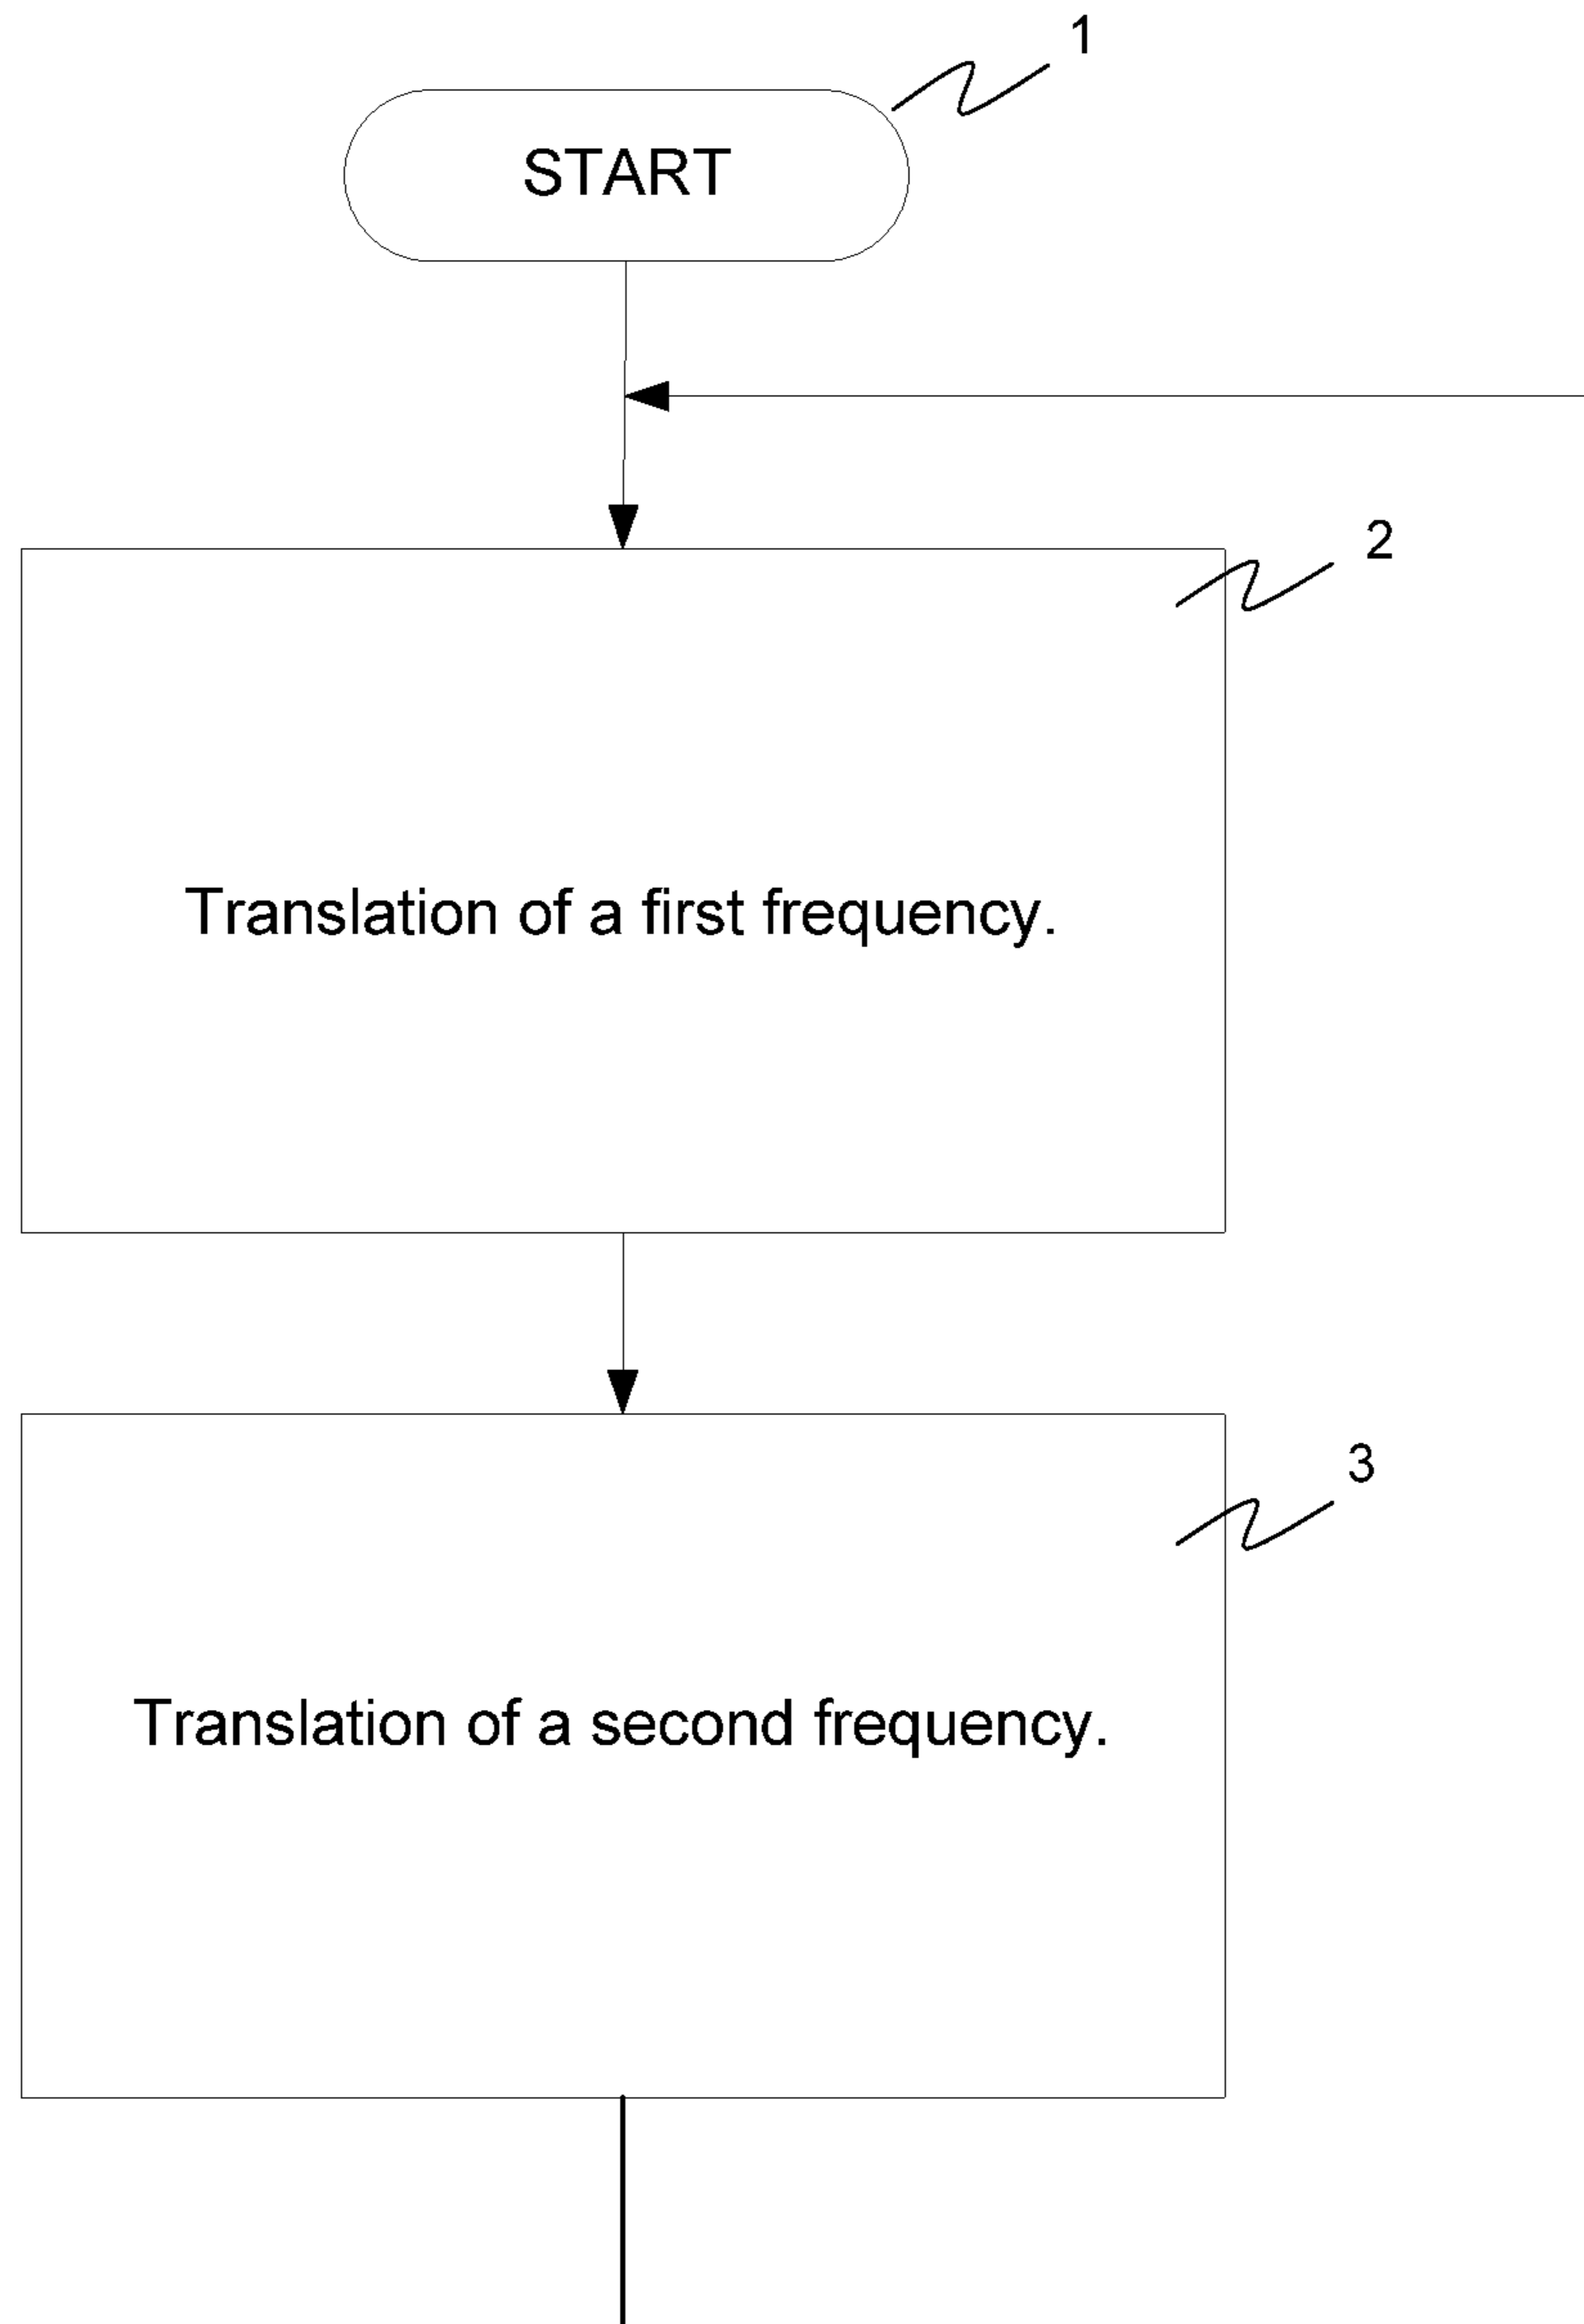 1
START
2
Translation of a first frequency.
3
Translation of a second frequency.